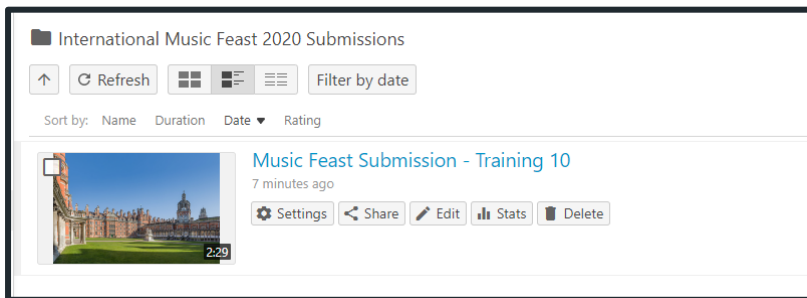 International Music Feast 2020 Submissions
Refresh Filter by date
Sort by: Name Duration Date Rating
Music Feast Submission - Training 10
7 minutes ago
Settings Share Edit Stats Delete
2:29